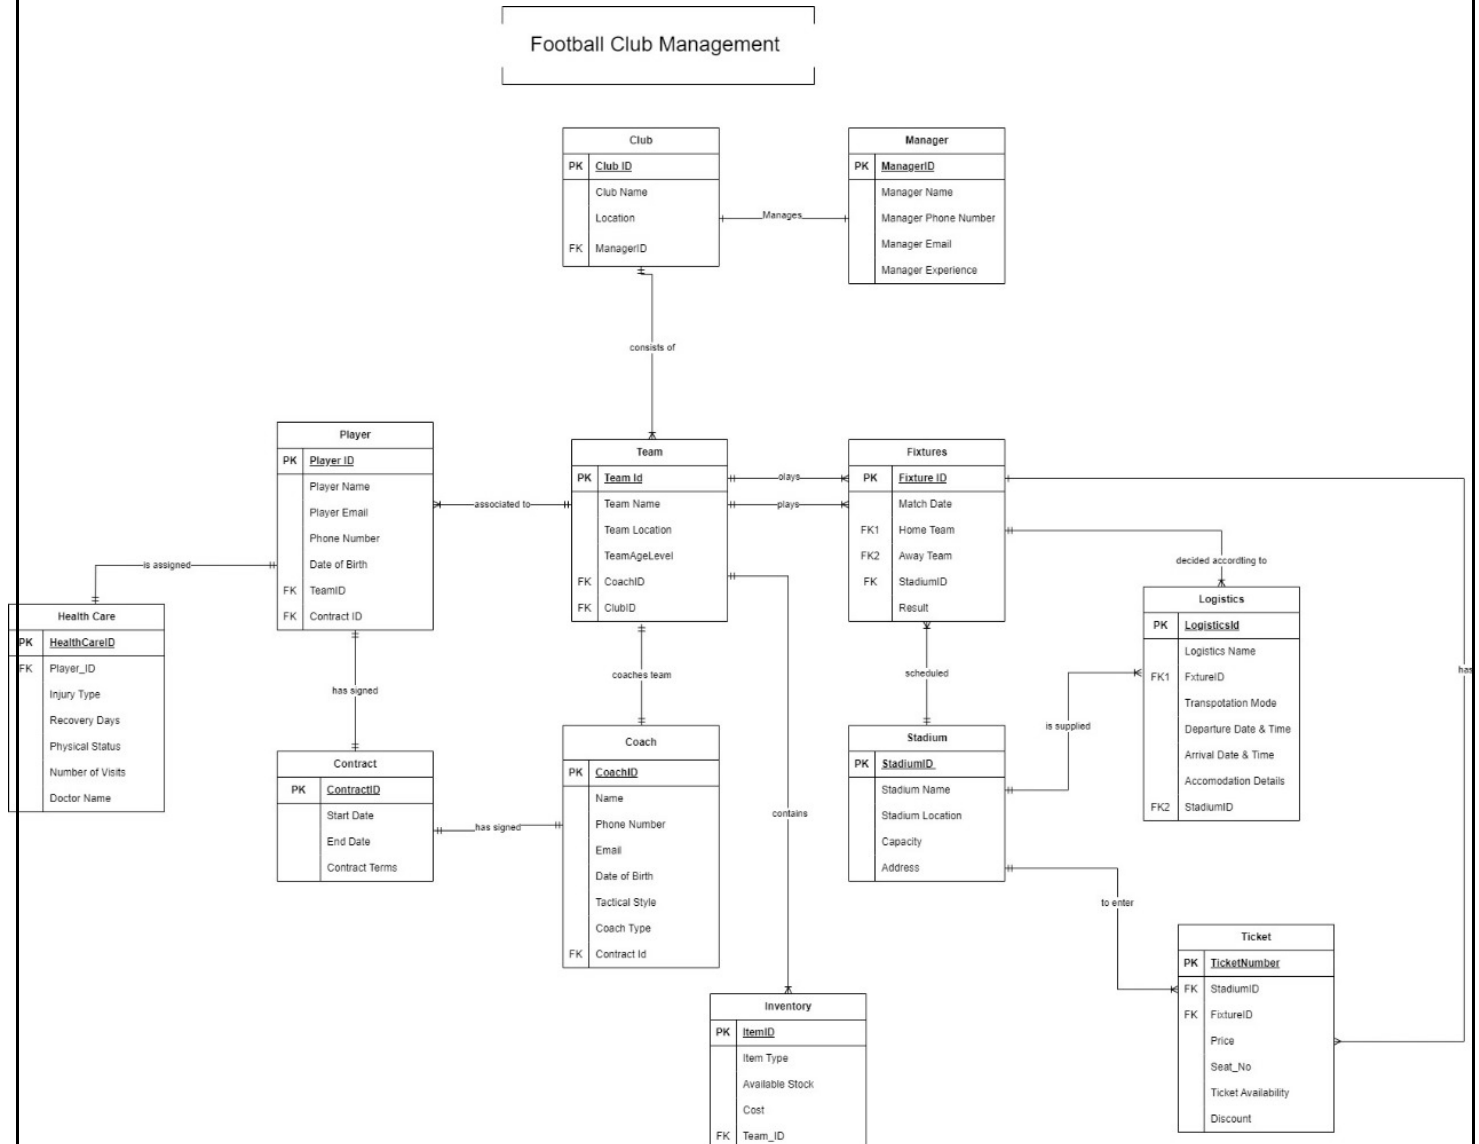 Football Club Management
Club
PK Club ID
Club Name
Location
FK ManagerID
Manager
PK ManagerID
Manager Name
Manager Phone Number
Manager Email
Manager Experience
Manages
consists of
Player
PK Player ID
Player Name
Player Email
Phone Number
Date of Birth
FK TeamID
FK Contract ID
associated to
Team
PK Team Id
Team Name
Team Location
TeamAgeLevel
FK CoachID
FK ClubID
plays
plays
Fixtures
PK Fixture ID
Match Date
FK1 Home Team
FK2 Away Team
FK StadiumID
Result
is assigned
decided accordting to
Health Care
PK HealthCareID
FK Player_ID
Injury Type
Recovery Days
Physical Status
Number of Visits
Doctor Name
has signed
coaches team
scheduled
has
Logistics
PK LogisticsId
Logistics Name
FK1 FxtureID
Transpotation Mode
Departure Date & Time
Arrival Date & Time
Accomodation Details
FK2 StadiumID
is supplied
Contract
PK ContractID
Start Date
End Date
Contract Terms
has signed
Coach
PK CoachID
Name
Phone Number
Email
Date of Birth
Tactical Style
Coach Type
FK Contract Id
contains
Stadium
PK StadiumID
Stadium Name
Stadium Location
Capacity
Address
to enter
Ticket
PK TicketNumber
FK StadiumID
FK FixtureID
Price
Seat_No
Ticket Availability
Discount
Inventory
PK ItemID
Item Type
Available Stock
Cost
FK Team_ID